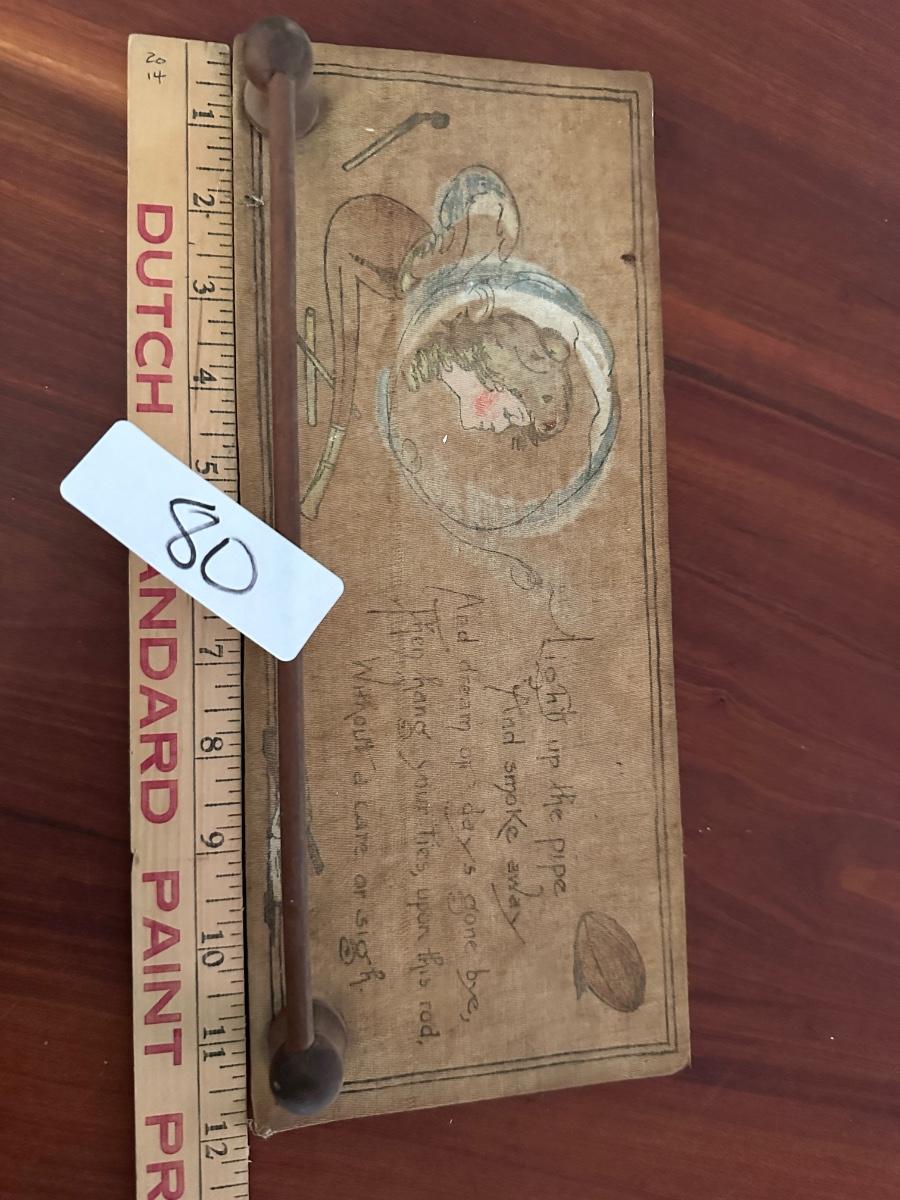 Light up the pipe
And smoke away
And dream of days gone bye,
Then hang your ties, upon this rod,
Without a care, or sigh.
80
20
14
DUTCH
ANDARD PAINT PR
1 2 3 4 5 7 8 9 10 11 12